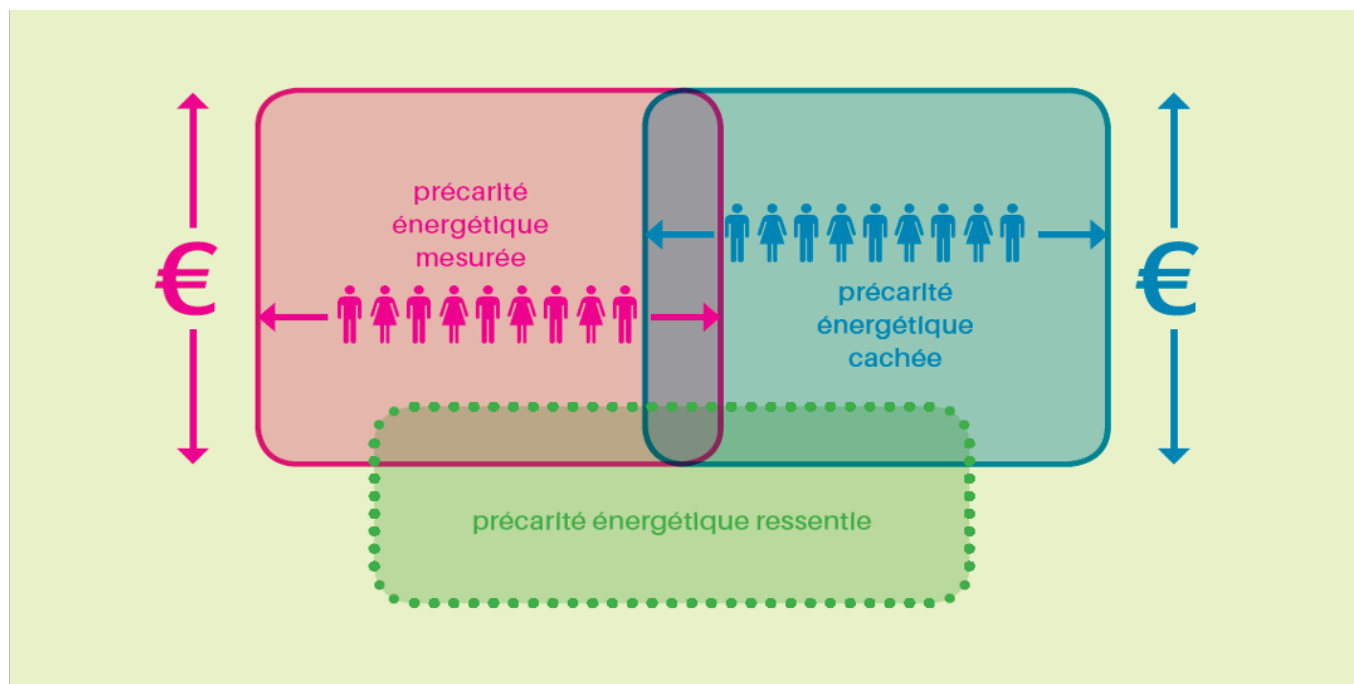 précarité
énergétique
mesurée
€
€
précarité
énergétique
cachée
précarité énergétique ressentie